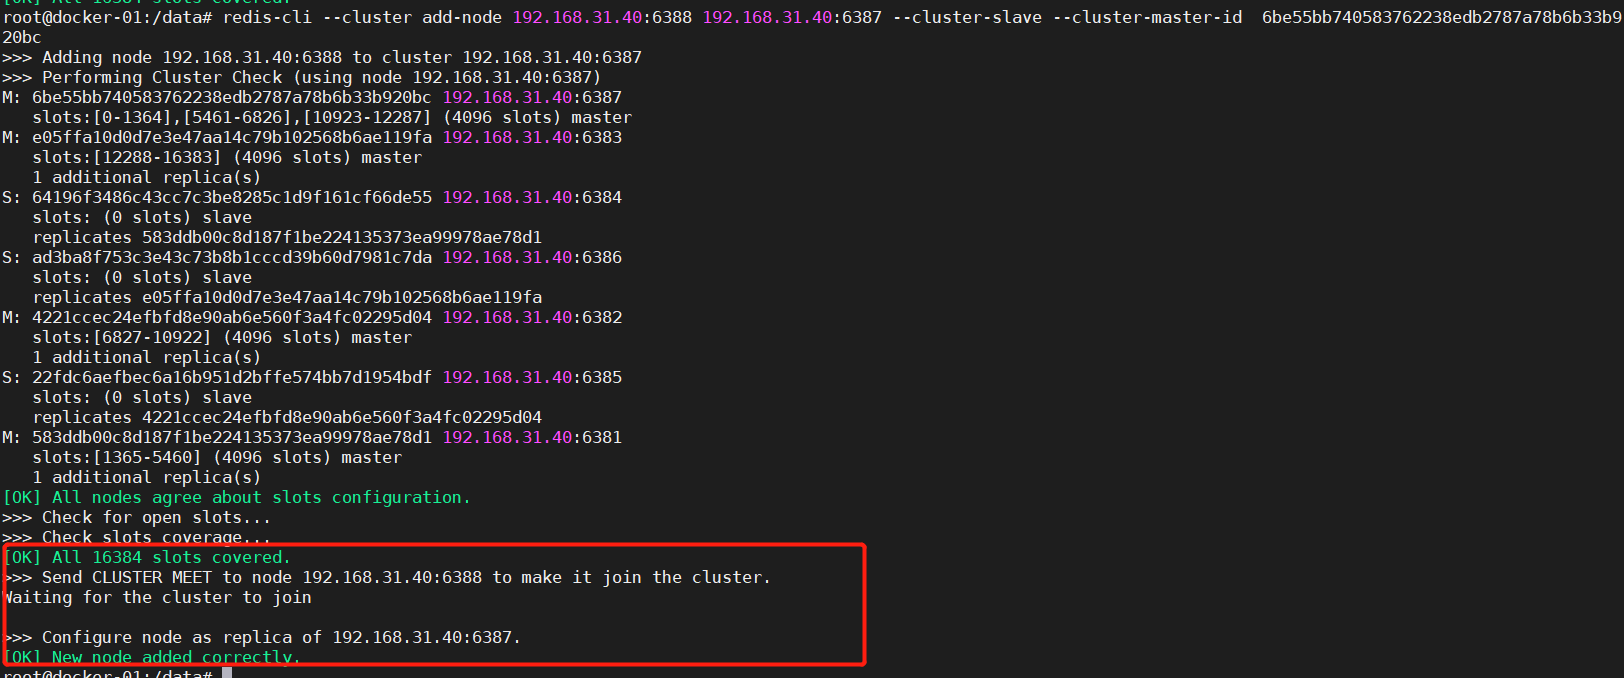 [OK] All 16384 slots covered.
root@docker-01:/data# redis-cli --cluster add-node 192.168.31.40:6388 192.168.31.40:6387 --cluster-slave --cluster-master-id  6be55bb740583762238edb2787a78b6b33b9
20bc
>>> Adding node 192.168.31.40:6388 to cluster 192.168.31.40:6387
>>> Performing Cluster Check (using node 192.168.31.40:6387)
M: 6be55bb740583762238edb2787a78b6b33b920bc 192.168.31.40:6387
   slots:[0-1364],[5461-6826],[10923-12287] (4096 slots) master
M: e05ffa10d0d7e3e47aa14c79b102568b6ae119fa 192.168.31.40:6383
   slots:[12288-16383] (4096 slots) master
   1 additional replica(s)
S: 64196f3486c43cc7c3be8285c1d9f161cf66de55 192.168.31.40:6384
   slots: (0 slots) slave
   replicates 583ddb00c8d187f1be224135373ea99978ae78d1
S: ad3ba8f753c3e43c73b8b1cccd39b60d7981c7da 192.168.31.40:6386
   slots: (0 slots) slave
   replicates e05ffa10d0d7e3e47aa14c79b102568b6ae119fa
M: 4221ccec24efbfd8e90ab6e560f3a4fc02295d04 192.168.31.40:6382
   slots:[6827-10922] (4096 slots) master
   1 additional replica(s)
S: 22fdc6aefbec6a16b951d2bffe574bb7d1954bdf 192.168.31.40:6385
   slots: (0 slots) slave
   replicates 4221ccec24efbfd8e90ab6e560f3a4fc02295d04
M: 583ddb00c8d187f1be224135373ea99978ae78d1 192.168.31.40:6381
   slots:[1365-5460] (4096 slots) master
   1 additional replica(s)
[OK] All nodes agree about slots configuration.
>>> Check for open slots...
>>> Check slots coverage...
[OK] All 16384 slots covered.
>>> Send CLUSTER MEET to node 192.168.31.40:6388 to make it join the cluster.
Waiting for the cluster to join
>>> Configure node as replica of 192.168.31.40:6387.
[OK] New node added correctly.
root@docker-01:/data#